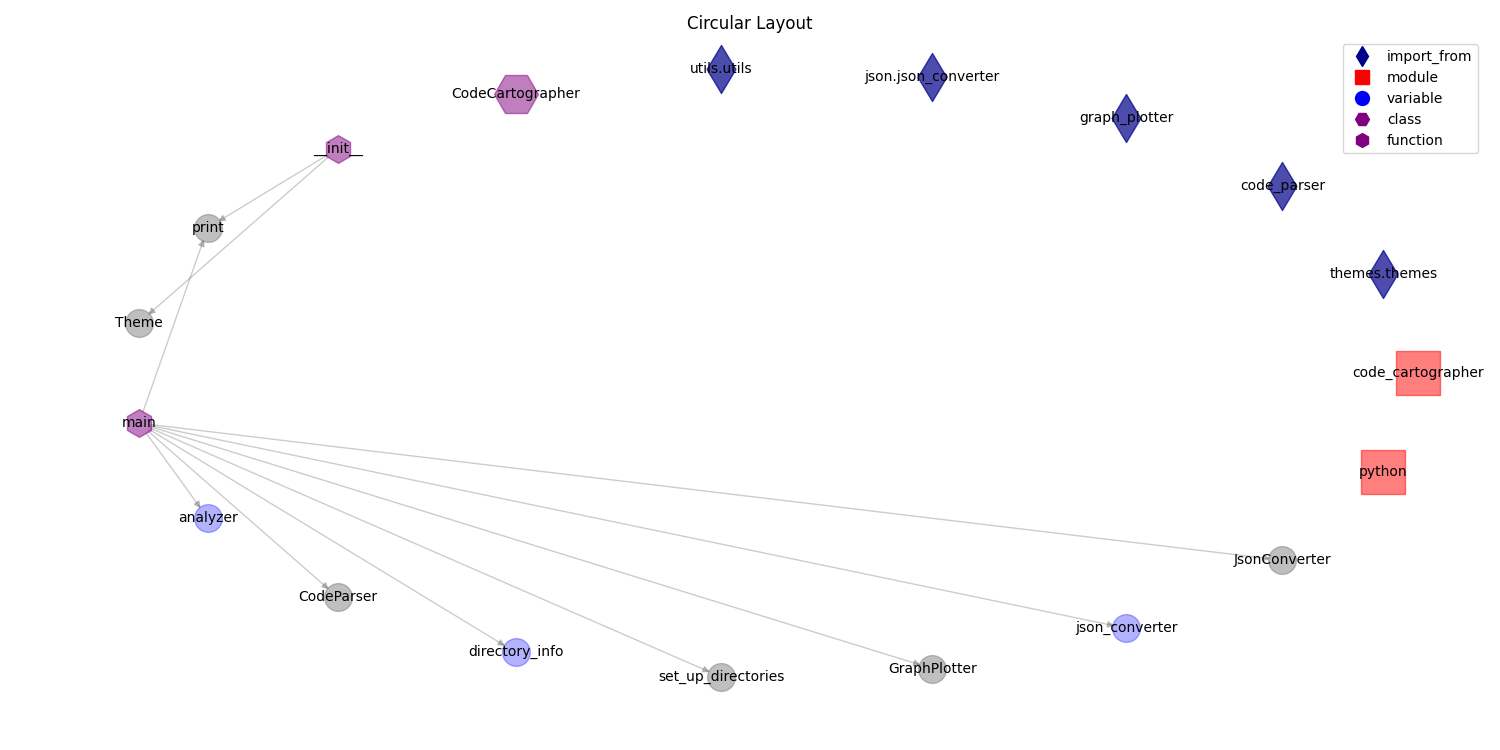 Circular Layout
utils.utils
json.json_converter
CodeCartographer
graph_plotter
__init__
code_parser
print
themes.themes
Theme
code_cartographer
main
python
analyzer
JsonConverter
CodeParser
json_converter
directory_info
GraphPlotter
set_up_directories
import_from
module
variable
class
function